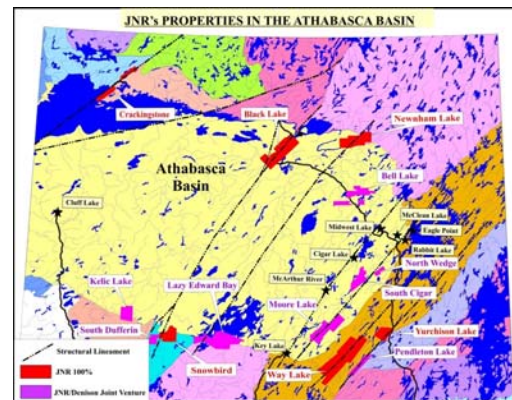 JNR's PROPERTIES IN THE ATHABASCA BASIN
Crackingstone
Black Lake
Newnham Lake
Athabasca
Basin
Bell Lake
Cluff Lake
McClean Lake
Midwest Lake
Eagle Point
Rabbit Lake
Cigar Lake
North Wedge
Kelic Lake
Lazy Edward Bay
McArthur River
Moore Lake
South Cigar
South Dufferin
Yurchison Lake
Key Lake
Pendleton Lake
Snowbird
Way Lake
Structural Lineament
JNR 100%
JNR/Denison Joint Venture